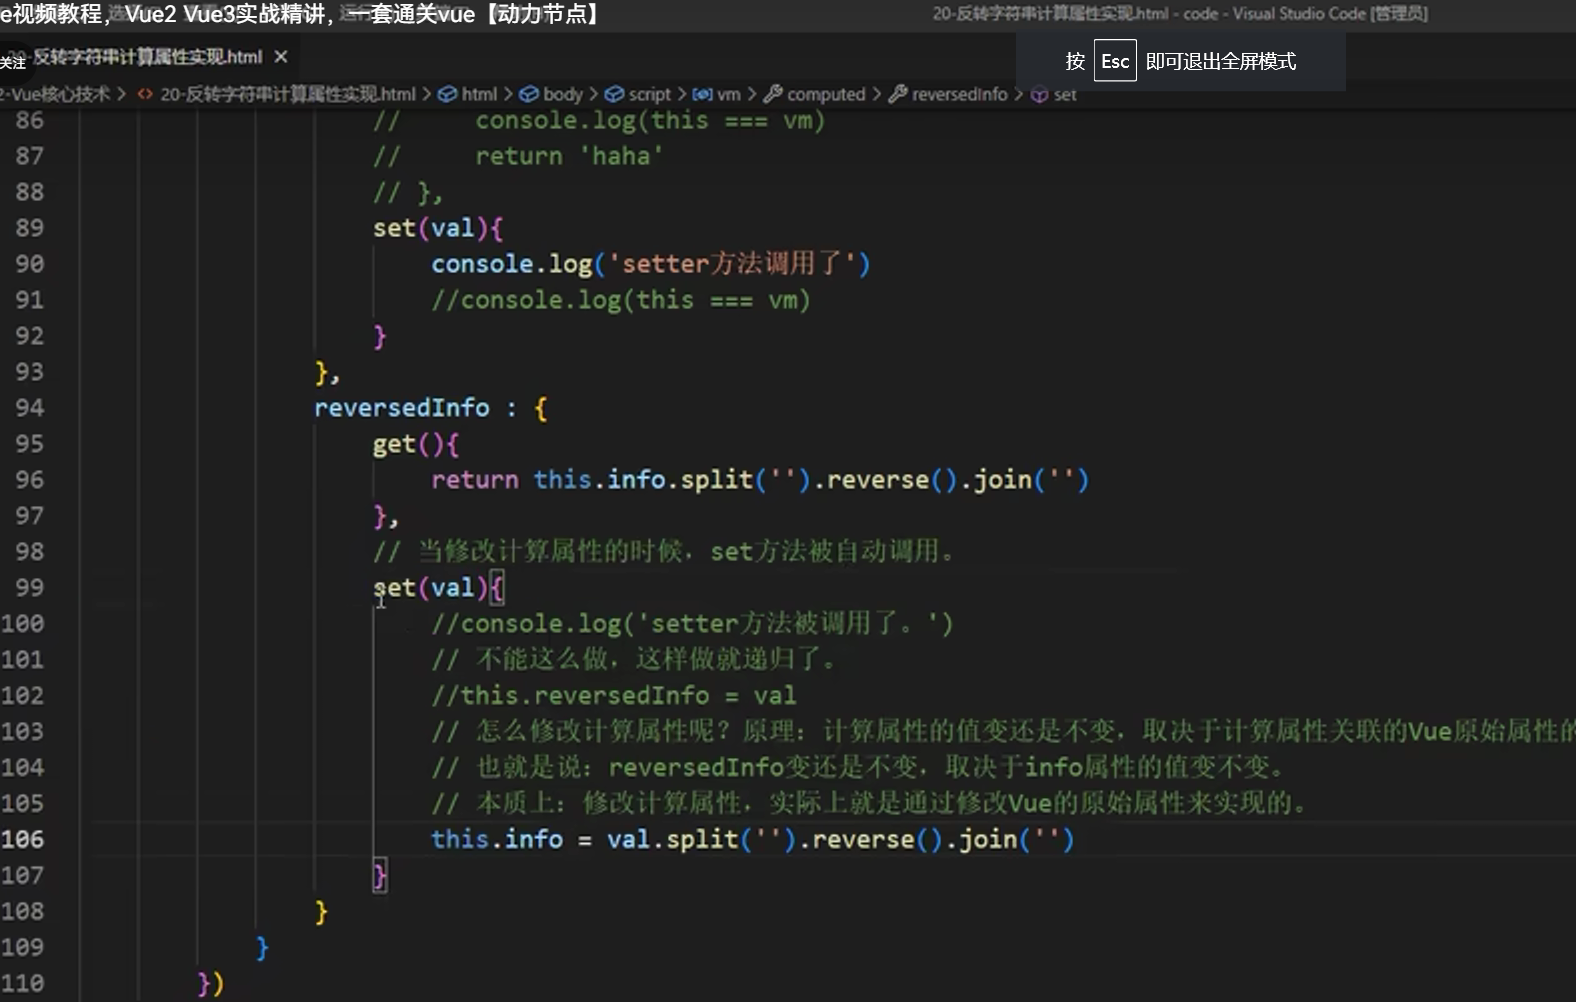 e视频教程，Vue2 Vue3实战精讲，一套通关vue【动力节点】
20-反转字符串计算属性实现.html - code - Visual Studio Code [管理员]
关注
反转字符串计算属性实现.html ×
按 Esc 即可退出全屏模式
2-Vue核心技术 > <> 20-反转字符串计算属性实现.html > html > body > script > vm > computed > reversedInfo > set
86 // console.log(this === vm)
87 // return 'haha'
88 // },
89 set(val){
90 console.log('setter方法调用了')
91 //console.log(this === vm)
92 }
93 },
94 reversedInfo : {
95 get(){
96 return this.info.split('').reverse().join('')
97 },
98 // 当修改计算属性的时候，set方法被自动调用。
99 set(val){
100 //console.log('setter方法被调用了。')
101 // 不能这么做，这样做就递归了。
102 //this.reversedInfo = val
103 // 怎么修改计算属性呢？原理：计算属性的值变还是不变，取决于计算属性关联的Vue原始属性的
104 // 也就是说：reversedInfo变还是不变，取决于info属性的值变不变。
105 // 本质上：修改计算属性，实际上就是通过修改Vue的原始属性来实现的。
106 this.info = val.split('').reverse().join('')
107 }
108 }
109 }
110 })